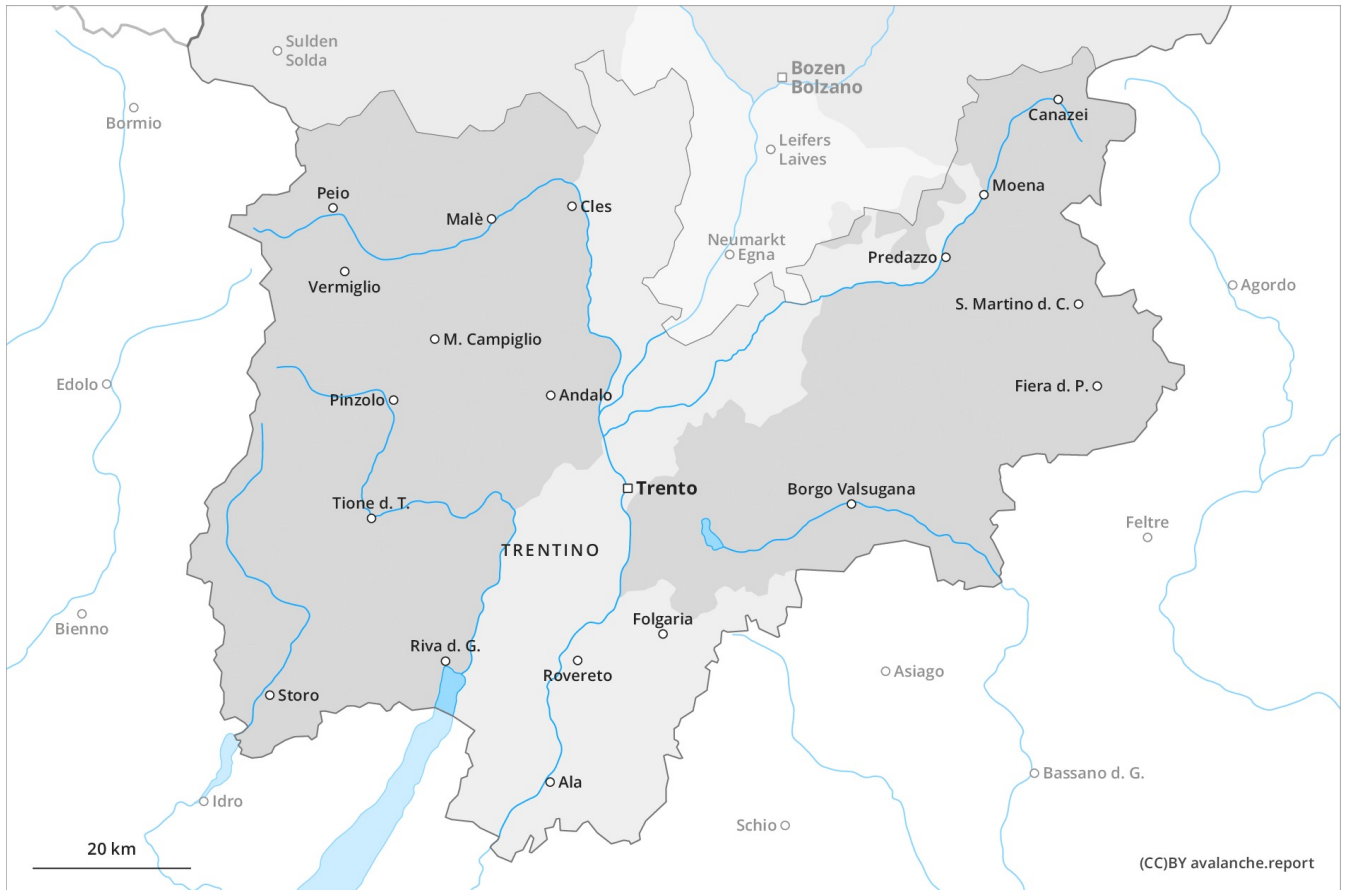 Sulden
Solda
Bozen
Bolzano
Bormio
Canazei
Leifers
Laives
Peio
Moena
Malè
Cles
Neumarkt
Egna
Predazzo
Vermiglio
Agordo
S. Martino d. C.
M. Campiglio
Edolo
Andalo
Fiera d. P.
Pinzolo
Trento
Borgo Valsugana
Tione d. T.
Feltre
TRENTINO
Bienno
Folgaria
Riva d. G.
Rovereto
Asiago
Storo
Bassano d. G.
Ala
Idro
Schio
20 km
(CC)BY avalanche.report